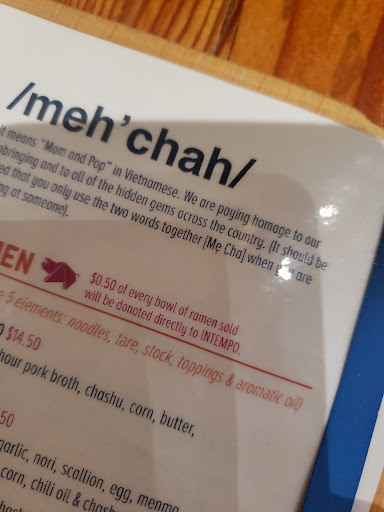 /meh'chah/
It means "Mom and Pop" in Vietnamese. We are paying homage to our
bringing and to all of the hidden gems across the country. (It should be
ed that you only use the two words together [Mẹ Cha] when you are
ng at someone).
MEN
$0.50 of every bowl of ramen sold
will be donated directly to INTEMPO.
e 5 elements: noodles, tare, stock, toppings & aromatic oil)
$14.50
hour pork broth, chashu, corn, butter,
50
garlic, nori, scallion, egg, menma
corn, chili oil &